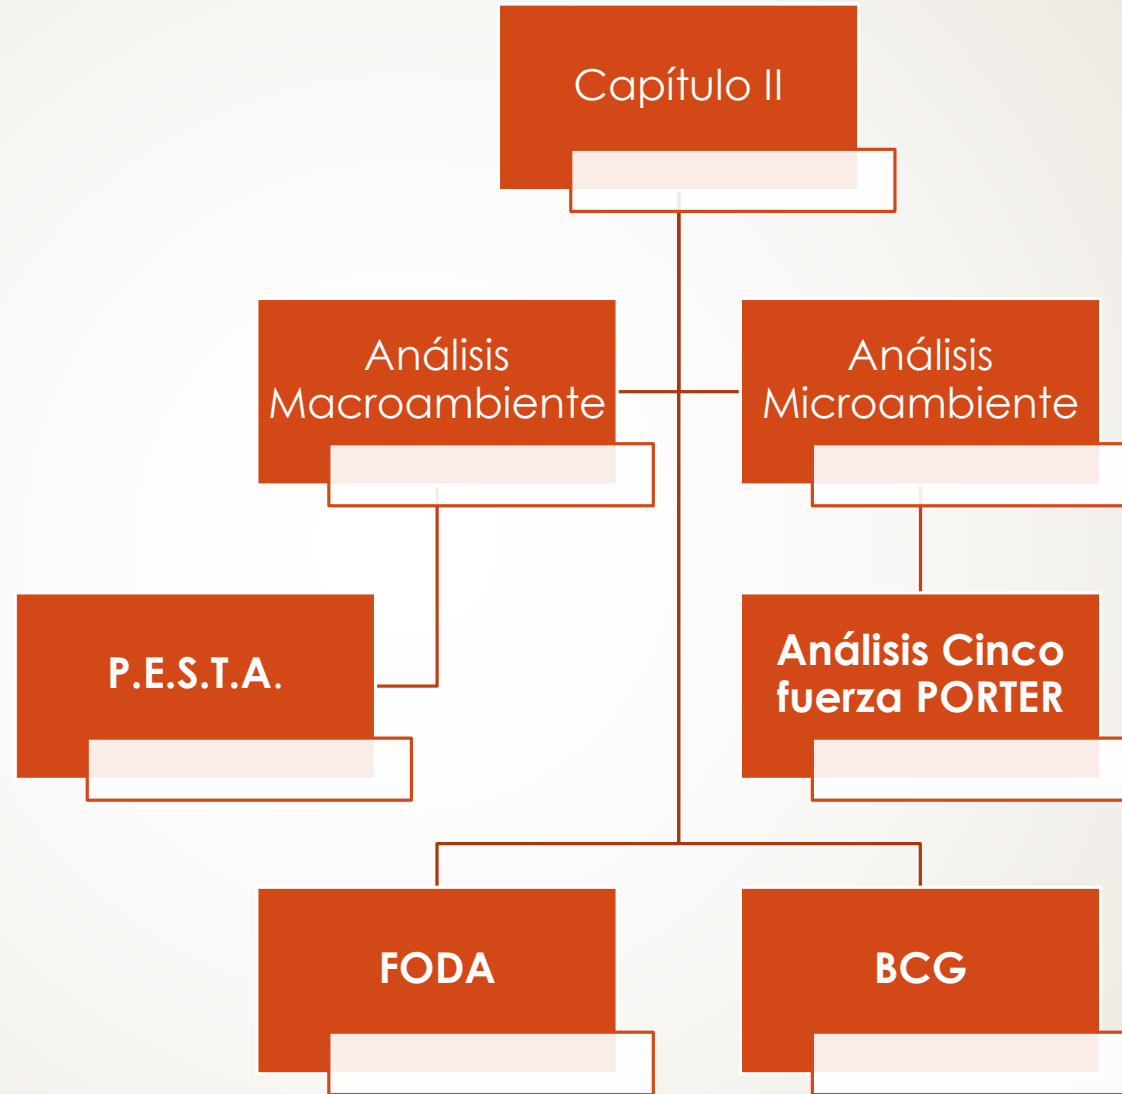 Capítulo II
Análisis
Macroambiente
Análisis
Microambiente
P.E.S.T.A.
Análisis Cinco
fuerza PORTER
FODA
BCG